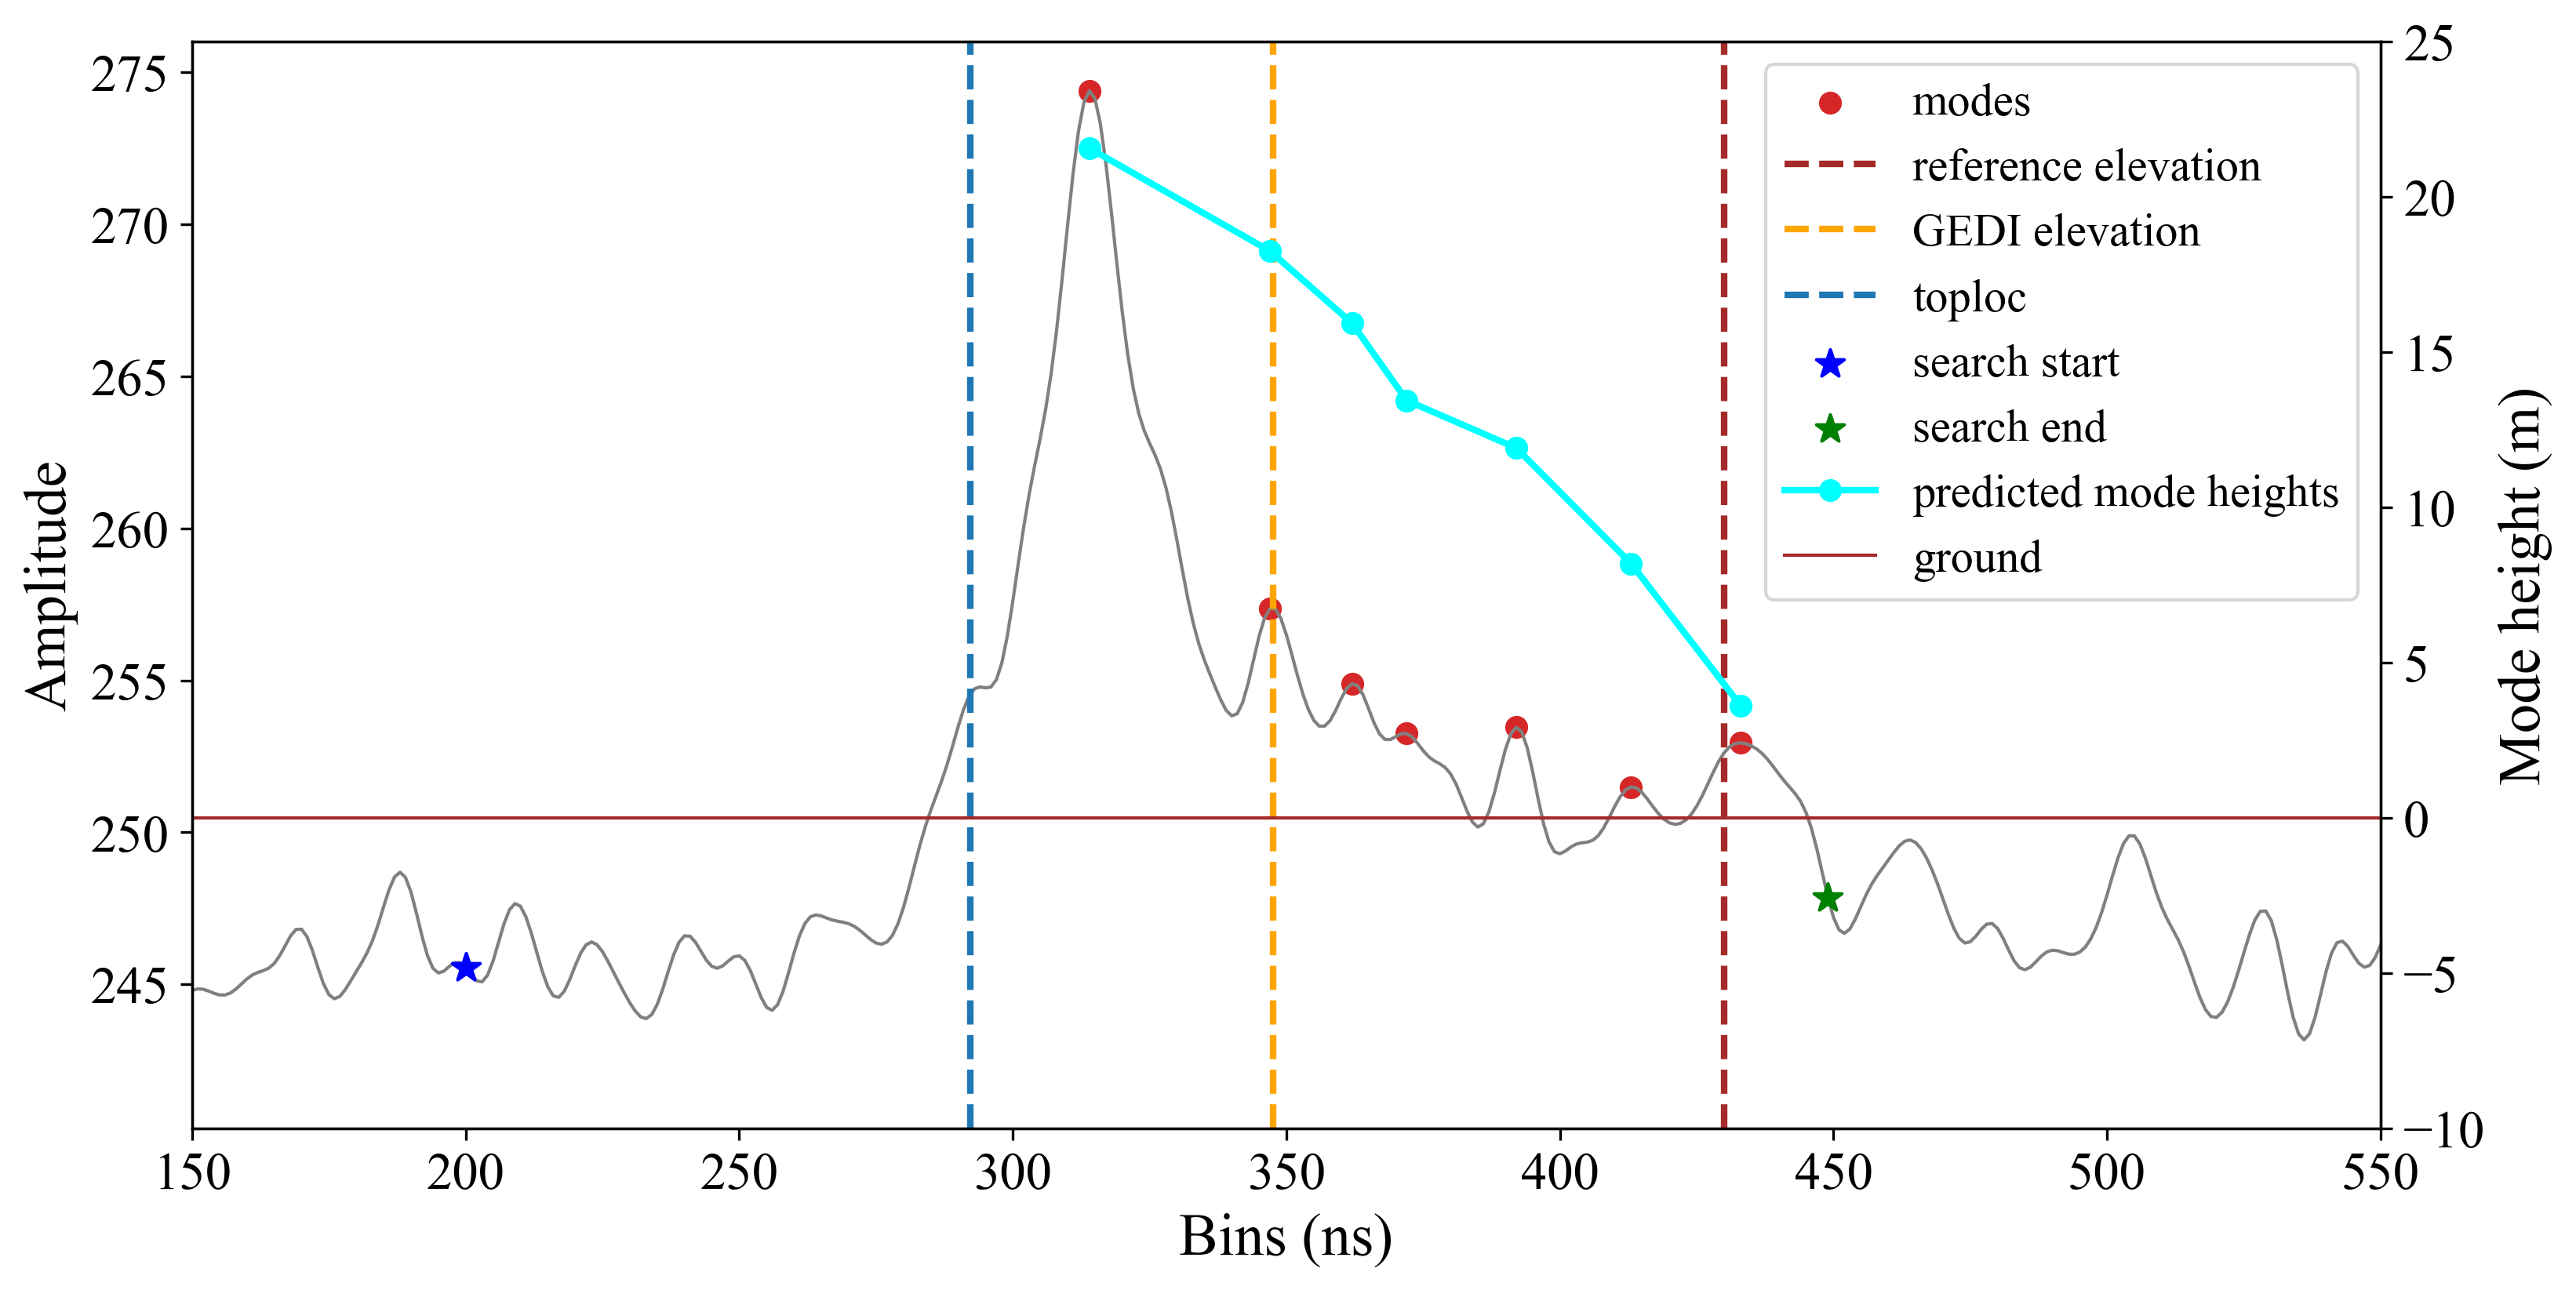 275
270
265
260
255
250
245
Amplitude
150
200
250
300
350
400
450
500
550
Bins (ns)
25
20
15
10
5
0
−5
−10
Mode height (m)
modes
reference elevation
GEDI elevation
toploc
search start
search end
predicted mode heights
ground